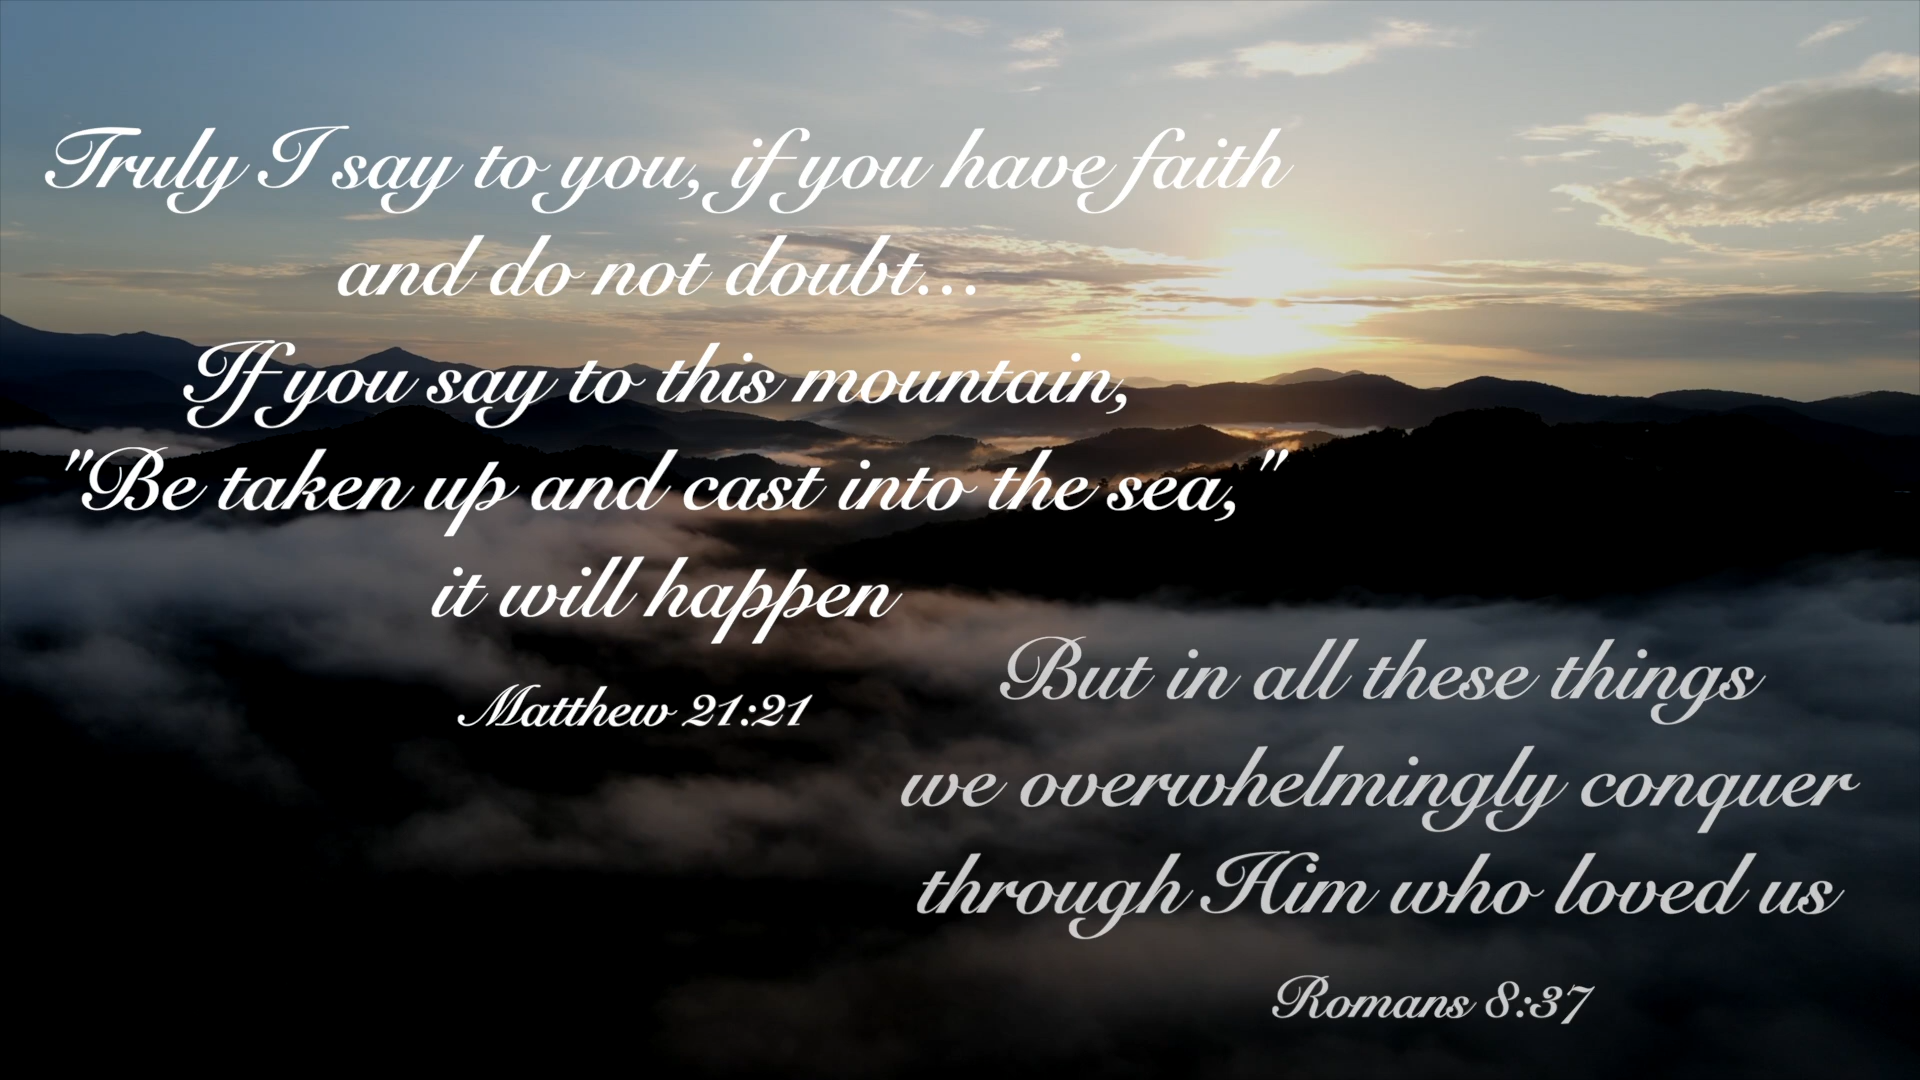 Truly I say to you, if you have faith
and do not doubt...
If you say to this mountain,
"Be taken up and cast into the sea,"
it will happen
Matthew 21:21
But in all these things
we overwhelmingly conquer
through Him who loved us
Romans 8:37